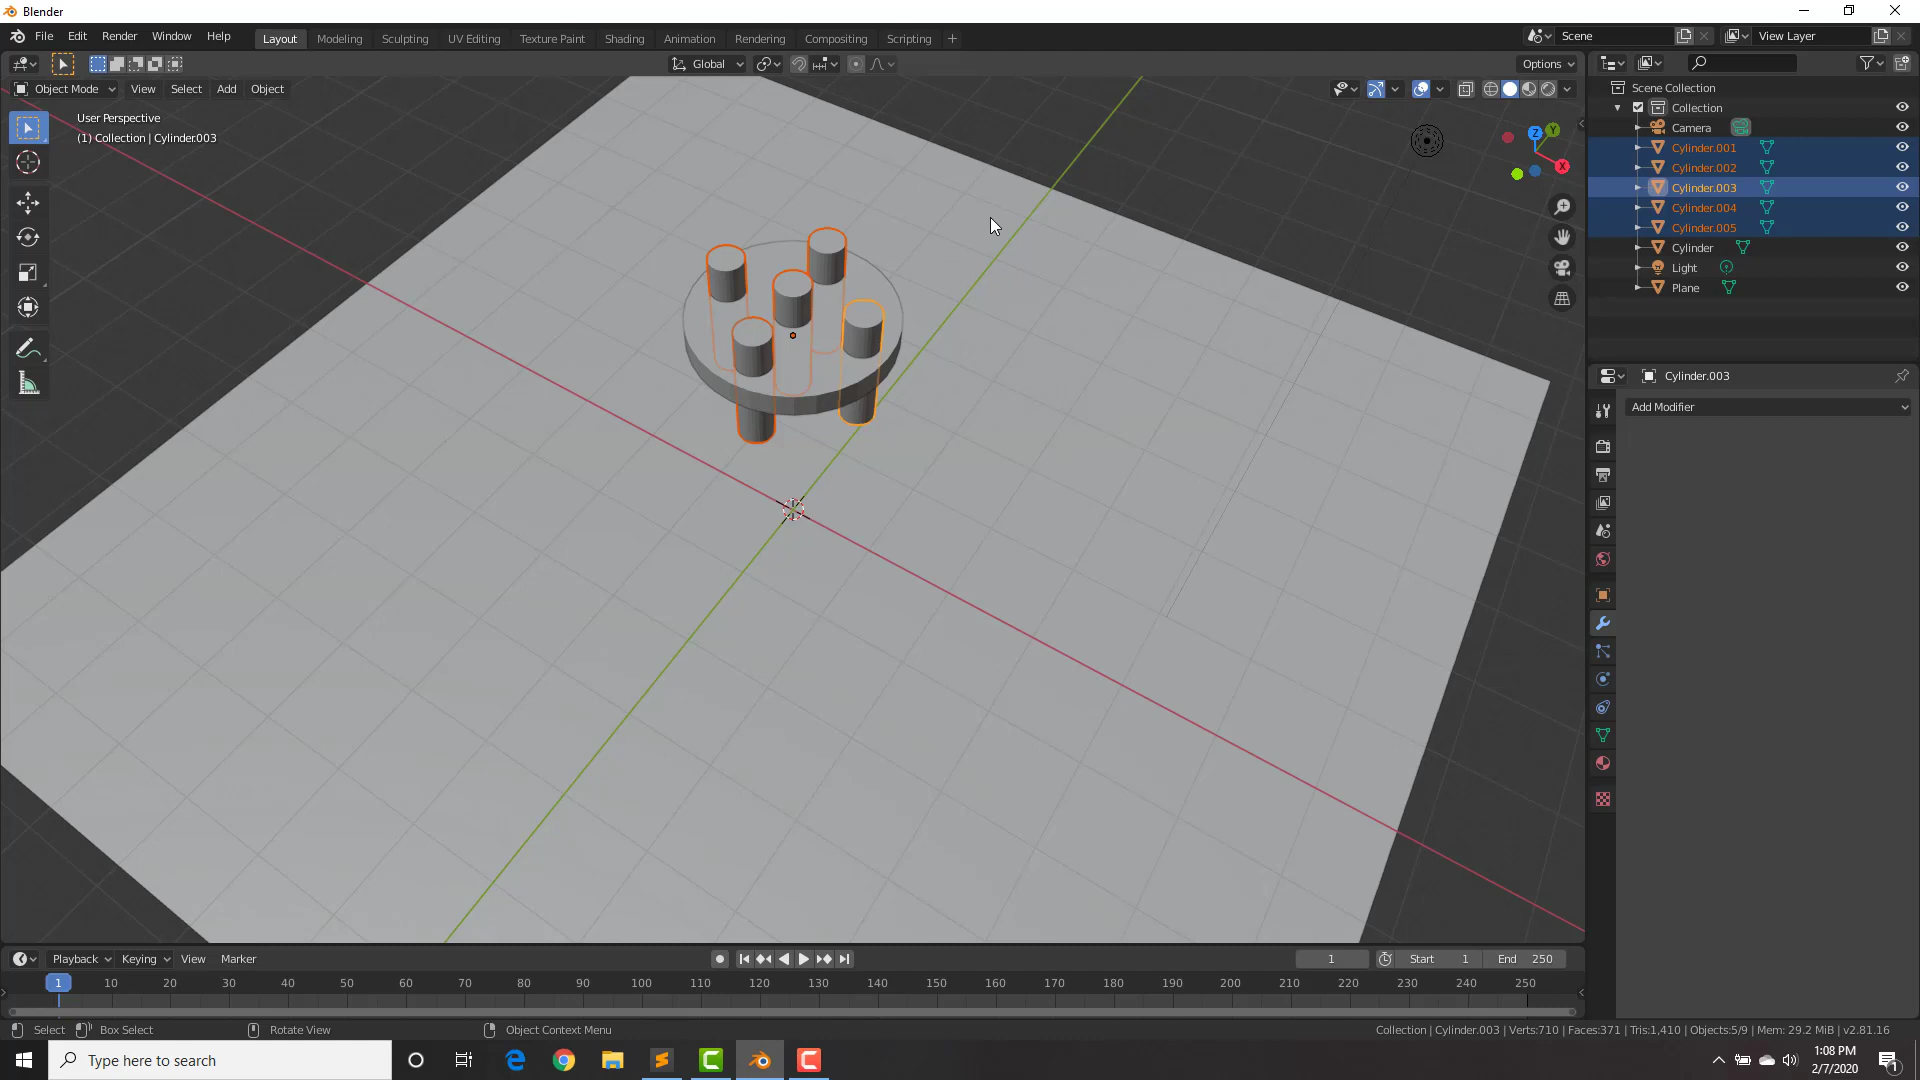 Blender
File Edit Render Window Help
Layout Modeling Sculpting UV Editing Texture Paint Shading Animation Rendering Compositing Scripting
Scene
View Layer
Global
Options
Object Mode View Select Add Object
User Perspective
(1) Collection | Cylinder.003
Z Y
X
Scene Collection
Collection
Camera
Cylinder.001
Cylinder.002
Cylinder.003
Cylinder.004
Cylinder.005
Cylinder
Light
Plane
Cylinder.003
Add Modifier
Playback Keying View Marker
1 Start 1 End 250
1 10 20 30 40 50 60 70 80 90 100 110 120 130 140 150 160 170 180 190 200 210 220 230 240 250
Select Box Select Rotate View Object Context Menu
Collection | Cylinder.003 | Verts:710 | Faces:371 | Tris:1,410 | Objects:5/9 | Mem: 29.2 MiB | v2.81.16
Type here to search
1:08 PM
2/7/2020
1